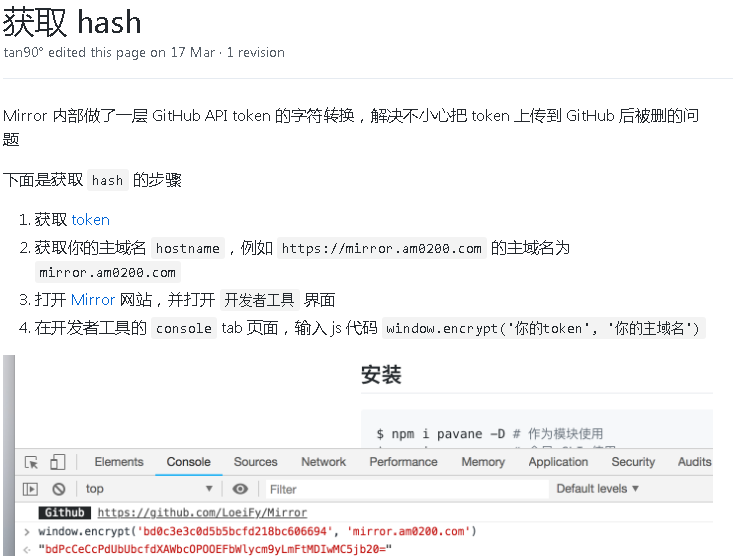 获取 hash
tan90° edited this page on 17 Mar · 1 revision
Mirror 内部做了一层 GitHub API token 的字符转换，解决不小心把 token 上传到 GitHub 后被删的问
题
下面是获取 hash 的步骤
1. 获取 token
2. 获取你的主域名 hostname ，例如 https://mirror.am0200.com 的主域名为
mirror.am0200.com
3. 打开 Mirror 网站，并打开 开发者工具 界面
4. 在开发者工具的 console tab 页面，输入 js 代码 window.encrypt('你的token', '你的主域名')
安装
$ npm i pavane -D # 作为模块使用
Elements Console Sources Network Performance Memory Application Security Audits
top Filter Default levels ▼
Github https://github.com/LoeiFy/Mirror
> window.encrypt('bd0c3e3c0d5b5bcfd218bc606694', 'mirror.am0200.com')
"bdPcCeCcPdUbUbcfdXAWbcOPOOEFbWlycm9yLmFtMDIwMC5jb20="